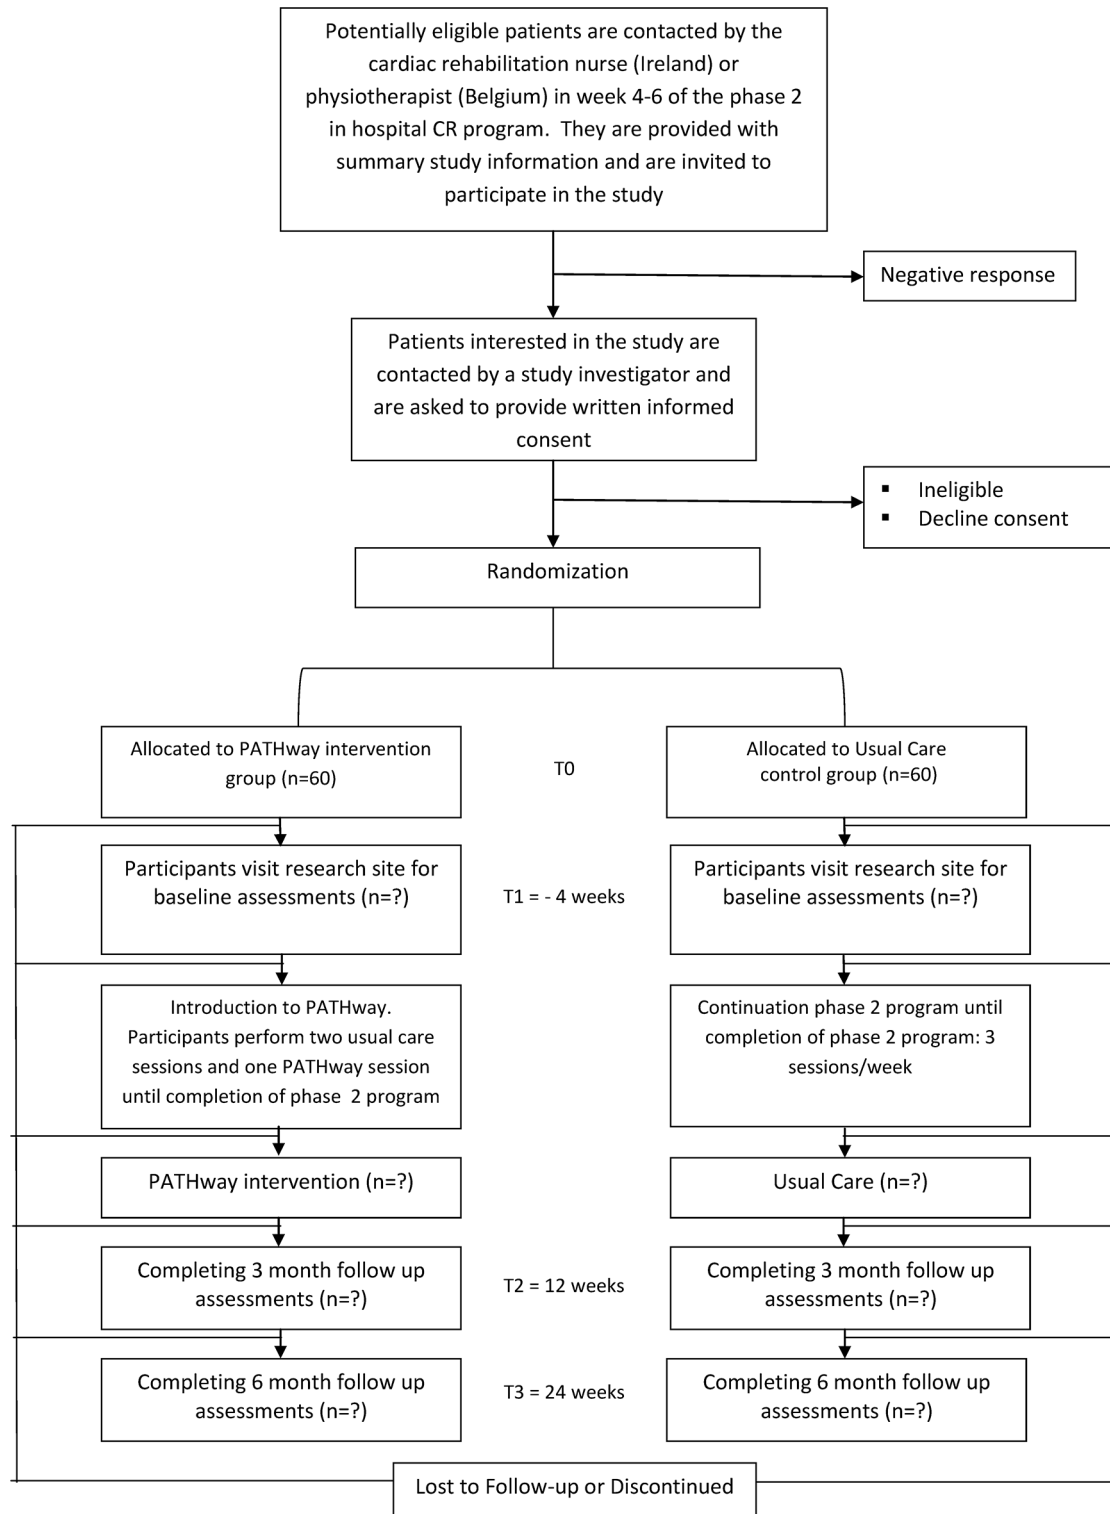 Potentially eligible patients are contacted by the
cardiac rehabilitation nurse (Ireland) or
physiotherapist (Belgium) in week 4-6 of the phase 2
in hospital CR program.  They are provided with
summary study information and are invited to
participate in the study
Negative response
Patients interested in the study are
contacted by a study investigator and
are asked to provide written informed
consent
▪ Ineligible
▪ Decline consent
Randomization
Allocated to PATHway intervention
group (n=60)
T0
Allocated to Usual Care
control group (n=60)
Participants visit research site for
baseline assessments (n=?)
T1 = - 4 weeks
Participants visit research site for
baseline assessments (n=?)
Introduction to PATHway.
Participants perform two usual care
sessions and one PATHway session
until completion of phase  2 program
Continuation phase 2 program until
completion of phase 2 program: 3
sessions/week
PATHway intervention (n=?)
Usual Care (n=?)
Completing 3 month follow up
assessments (n=?)
T2 = 12 weeks
Completing 3 month follow up
assessments (n=?)
Completing 6 month follow up
assessments (n=?)
T3 = 24 weeks
Completing 6 month follow up
assessments (n=?)
Lost to Follow-up or Discontinued